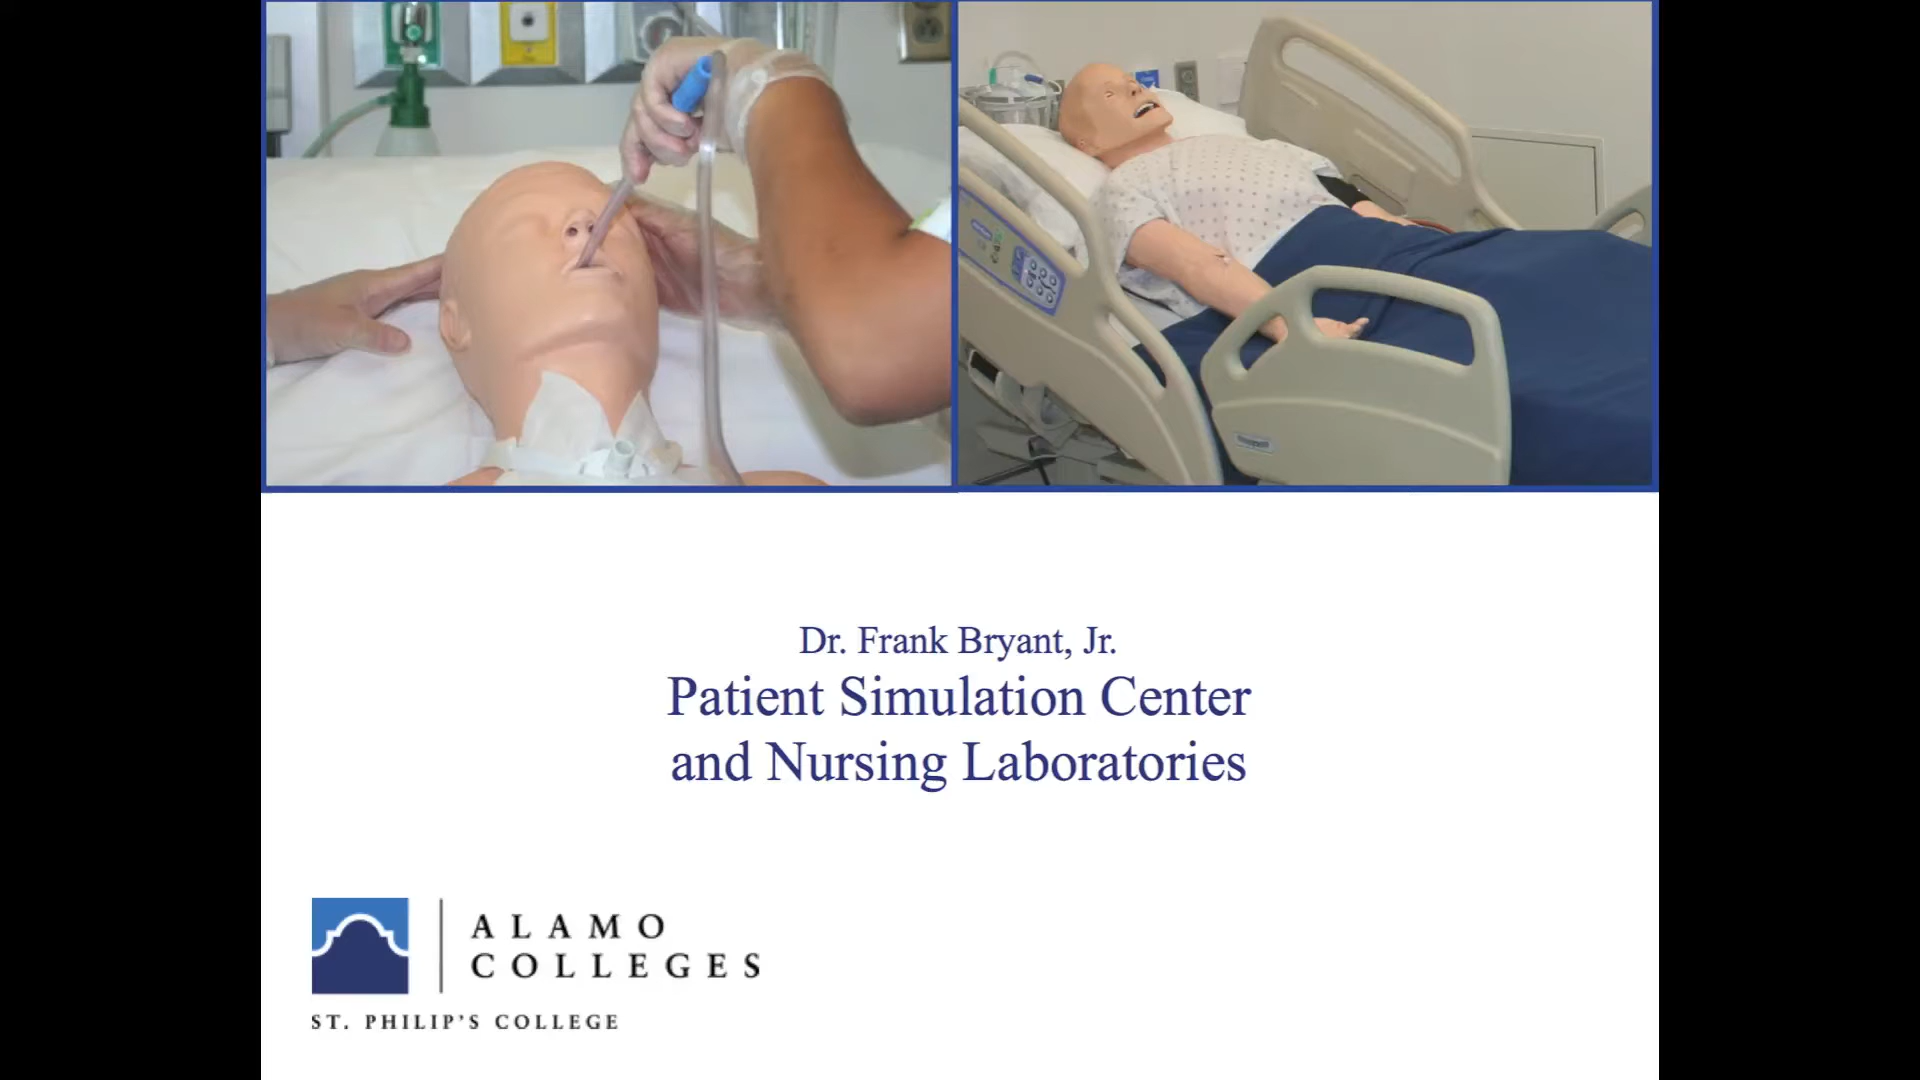 Dr. Frank Bryant, Jr.
Patient Simulation Center
and Nursing Laboratories
ALAMO
COLLEGES
ST. PHILIP'S COLLEGE